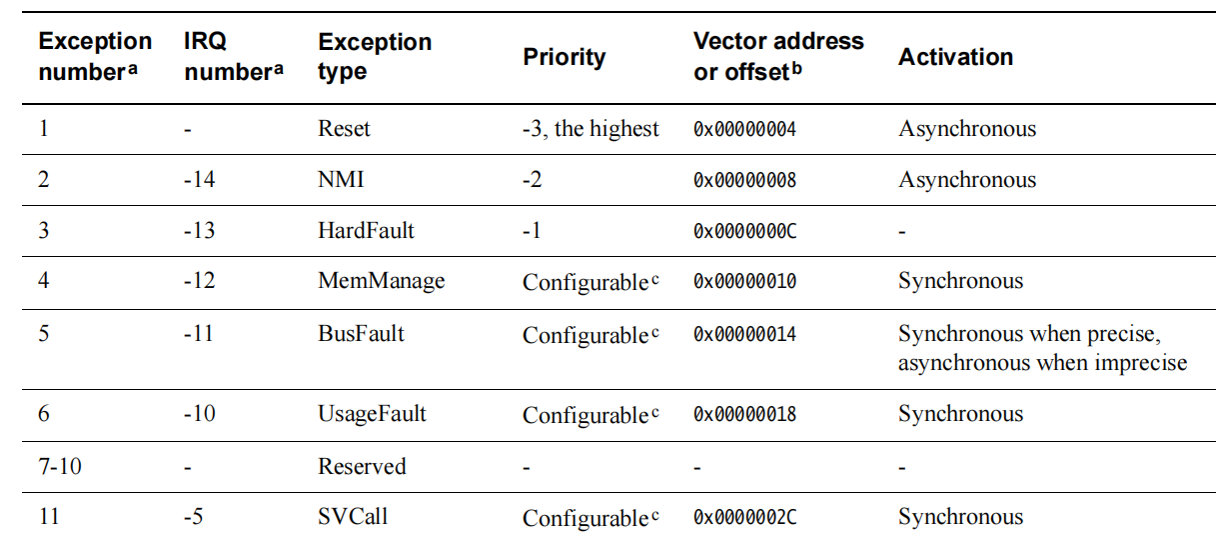 Exception number a IRQ number a Exception type Priority Vector address or offset b Activation
1 - Reset -3, the highest 0x00000004 Asynchronous
2 -14 NMI -2 0x00000008 Asynchronous
3 -13 HardFault -1 0x0000000C -
4 -12 MemManage Configurable c 0x00000010 Synchronous
5 -11 BusFault Configurable c 0x00000014 Synchronous when precise,
asynchronous when imprecise
6 -10 UsageFault Configurable c 0x00000018 Synchronous
7-10 - Reserved - - -
11 -5 SVCall Configurable c 0x0000002C Synchronous